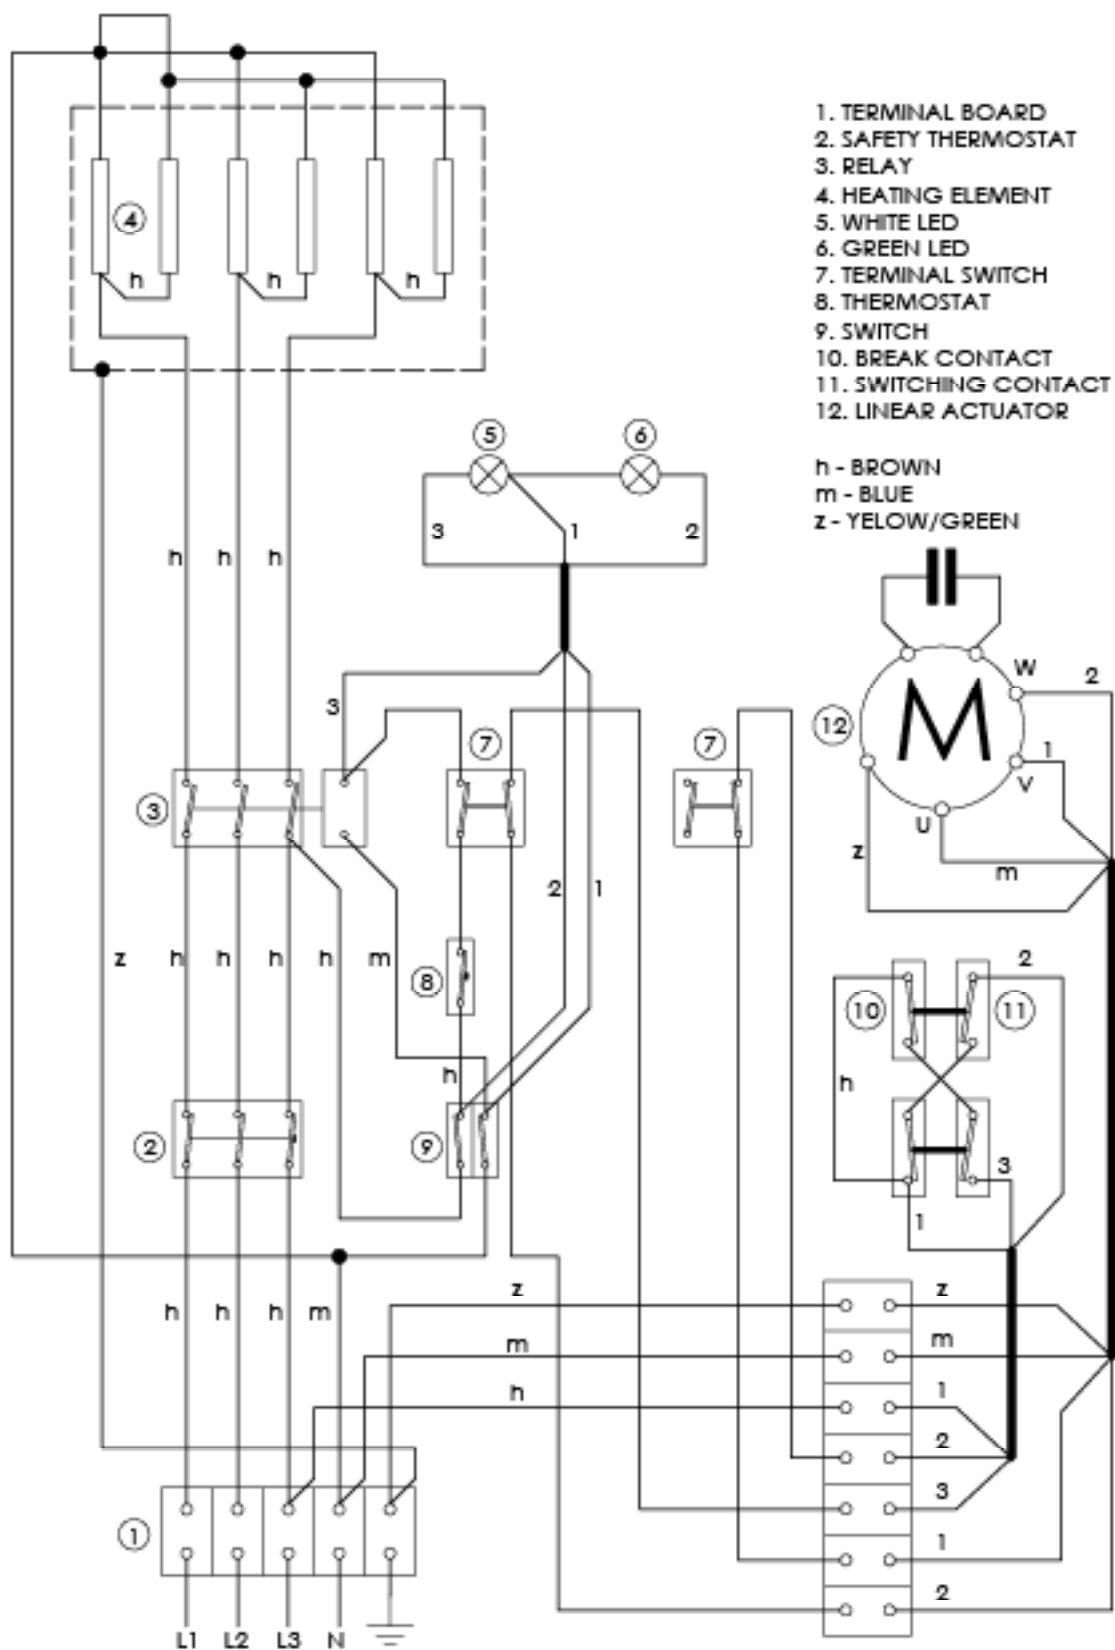 1. TERMINAL BOARD
2. SAFETY THERMOSTAT
3. RELAY
4. HEATING ELEMENT
5. WHITE LED
6. GREEN LED
7. TERMINAL SWITCH
8. THERMOSTAT
9. SWITCH
10. BREAK CONTACT
11. SWITCHING CONTACT
12. LINEAR ACTUATOR
h - BROWN
m - BLUE
z - YELOW/GREEN
4
h h h
5 6
3 1 2
h h h
W 2
3 7 7 12 M
1
V
3
U
z m
2 1
z h h h h m
8 10 11 2
h h
2 9
3
1
z z
h h h m
m m
h 1
2
3
1
1
2
L1 L2 L3 N